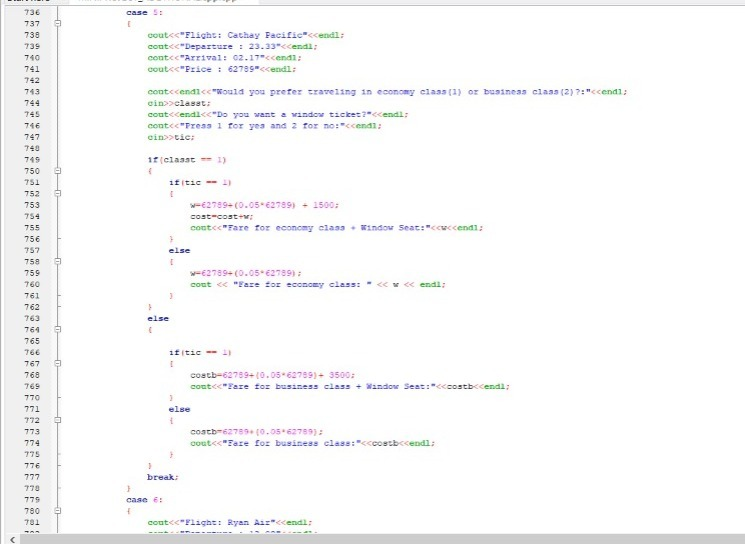 736 case 5:
737 {
738 cout<<"Flight: Cathay Pacific"<<endl;
739 cout<<"Departure : 23.33"<<endl;
740 cout<<"Arrival: 02.17"<<endl;
741 cout<<"Price : 62789"<<endl;
742
743 cout<<endl<<"Would you prefer traveling in economy class(1) or business class(2)?:"<<endl;
744 cin>>classt;
745 cout<<endl<<"Do you want a window ticket?"<<endl;
746 cout<<"Press 1 for yes and 2 for no:"<<endl;
747 cin>>tic;
748
749 if(classt == 1)
750 {
751 if(tic == 1)
752 {
753 w=62789+(0.05*62789) + 1500;
754 cost=cost+w;
755 cout<<"Fare for economy class + Window Seat:"<<w<<endl;
756 }
757 else
758 {
759 w=62789+(0.05*62789);
760 cout << "Fare for economy class: " << w << endl;
761 }
762 }
763 else
764 {
765
766 if(tic == 1)
767 {
768 costb=62789+(0.05*62789)+ 3500;
769 cout<<"Fare for business class + Window Seat:"<<costb<<endl;
770 }
771 else
772 {
773 costb=62789+(0.05*62789);
774 cout<<"Fare for business class:"<<costb<<endl;
775 }
776 }
777 break;
778 }
779 case 6:
780 {
781 cout<<"Flight: Ryan Air"<<endl;